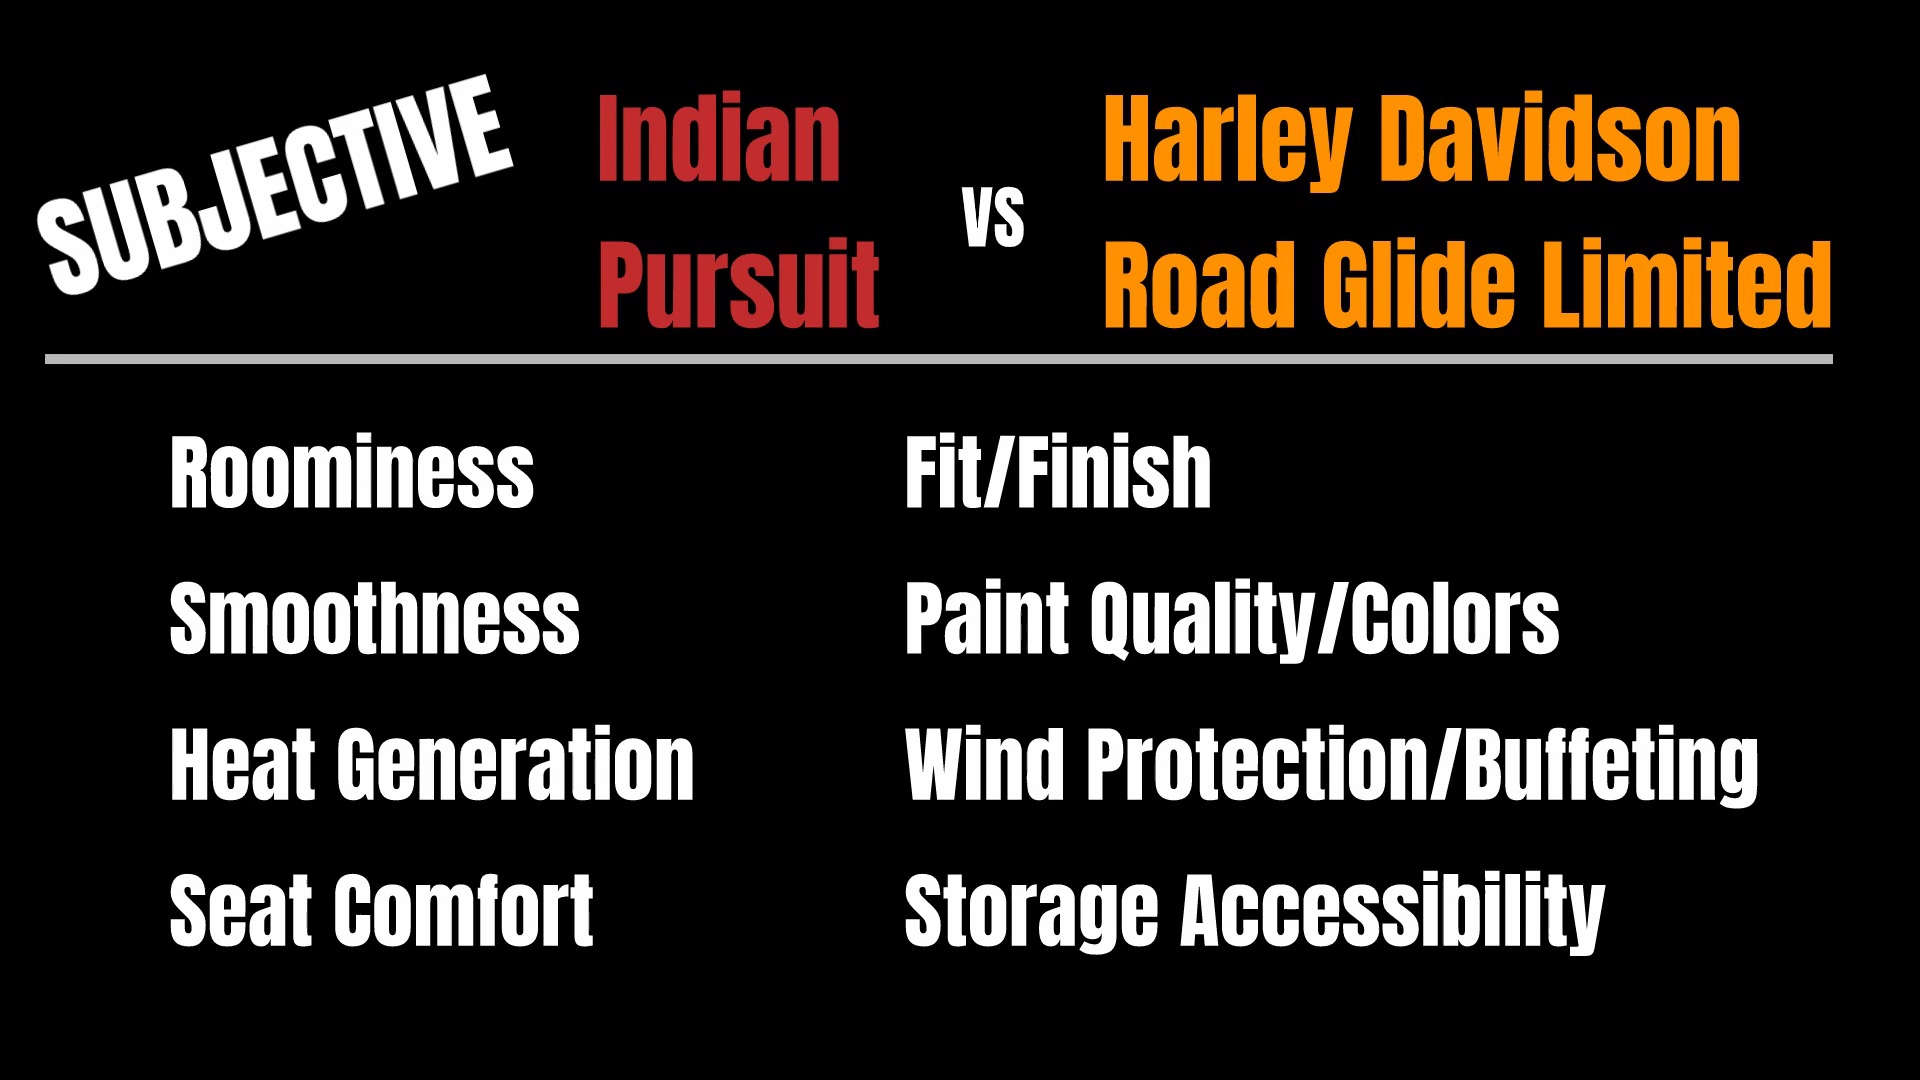 SUBJECTIVE
Indian
Pursuit
vs
Harley Davidson
Road Glide Limited
Roominess
Smoothness
Heat Generation
Seat Comfort
Fit/Finish
Paint Quality/Colors
Wind Protection/Buffeting
Storage Accessibility